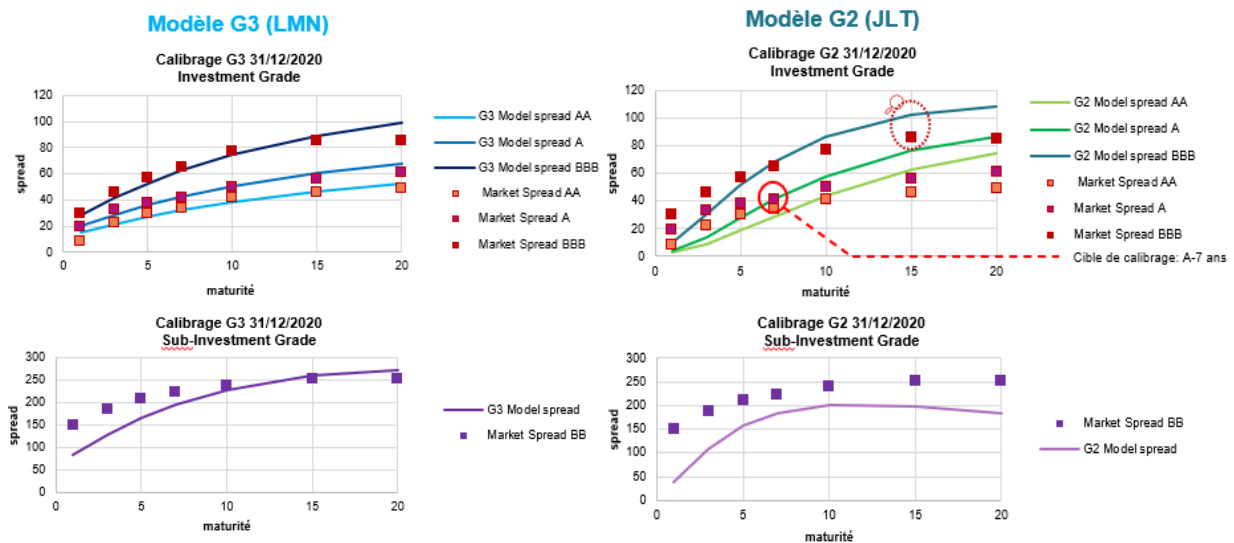 Modèle G3 (LMN)
Calibrage G3 31/12/2020
Investment Grade
120
100
80
60
40
20
0
0
5
10
15
20
spread
maturité
G3 Model spread AA
G3 Model spread A
G3 Model spread BBB
Market Spread AA
Market Spread A
Market Spread BBB
Modèle G2 (JLT)
Calibrage G2 31/12/2020
Investment Grade
120
100
80
60
40
20
0
0
5
10
15
20
spread
maturité
G2 Model spread AA
G2 Model spread A
G2 Model spread BBB
Market Spread AA
Market Spread A
Market Spread BBB
Cible de calibrage: A-7 ans
Calibrage G3 31/12/2020
Sub-Investment Grade
300
250
200
150
100
50
0
0
5
10
15
20
spread
maturité
G3 Model spread
Market Spread BB
Calibrage G2 31/12/2020
Sub-Investment Grade
300
250
200
150
100
50
0
0
5
10
15
20
spread
maturité
Market Spread BB
G2 Model spread